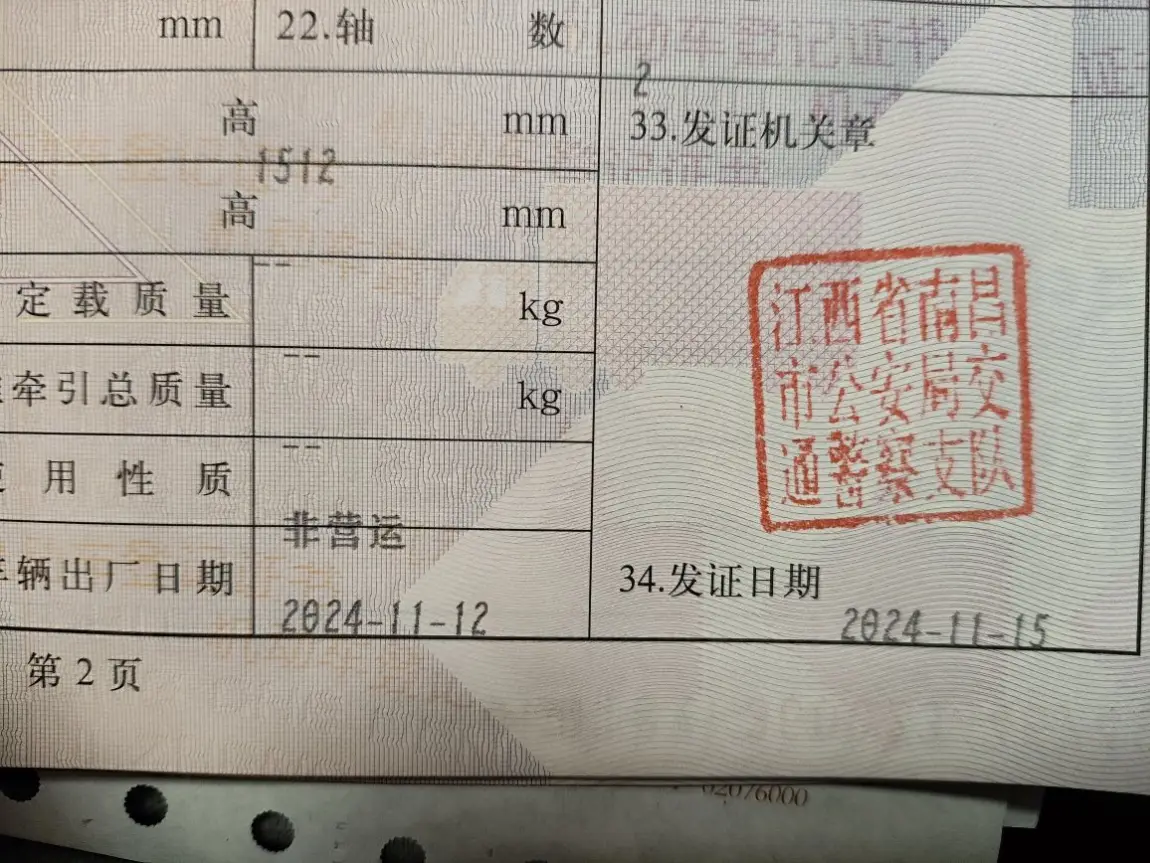 mm 22.轴 数
2
高 mm 33.发证机关章
1512
高 mm
--
定载质量 kg
--
牵引总质量 kg
--
用性质
非营运
辆出厂日期 34.发证日期
2024-11-12 2024-11-15
江西省南昌
市公安局交
通警察支队
第2页
02076000